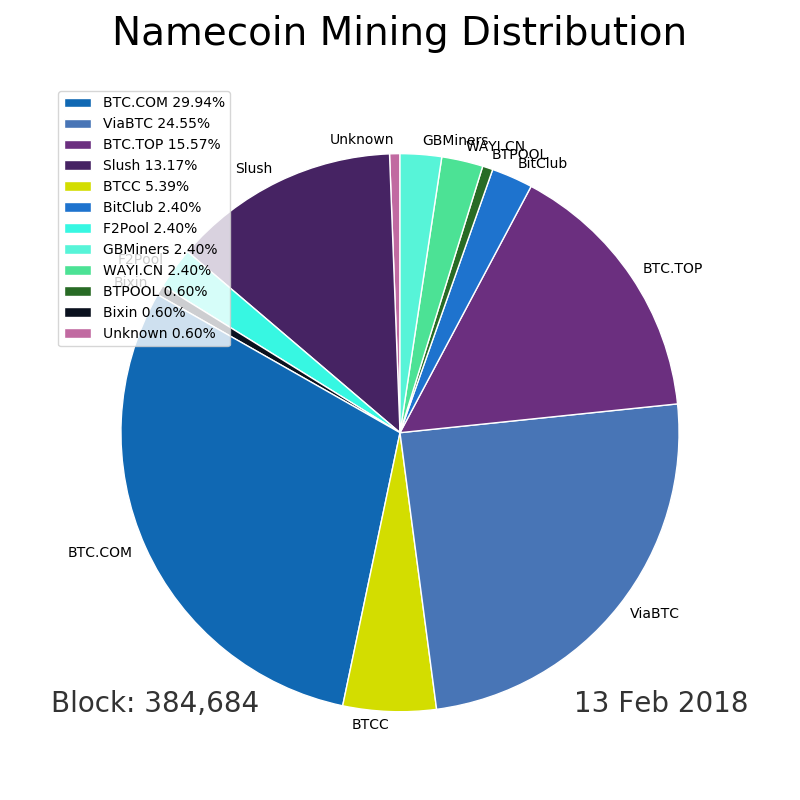 Namecoin Mining Distribution
BTC.COM 29.94%
ViaBTC 24.55%
BTC.TOP 15.57%
Slush 13.17%
BTCC 5.39%
BitClub 2.40%
F2Pool 2.40%
GBMiners 2.40%
WAYI.CN 2.40%
BTPOOL 0.60%
Bixin 0.60%
Unknown 0.60%
Unknown
GBMiners
WAYI.CN
BTPOOL
BitClub
Slush
F2Pool
Bixin
BTC.TOP
BTC.COM
ViaBTC
BTCC
Block: 384,684
13 Feb 2018